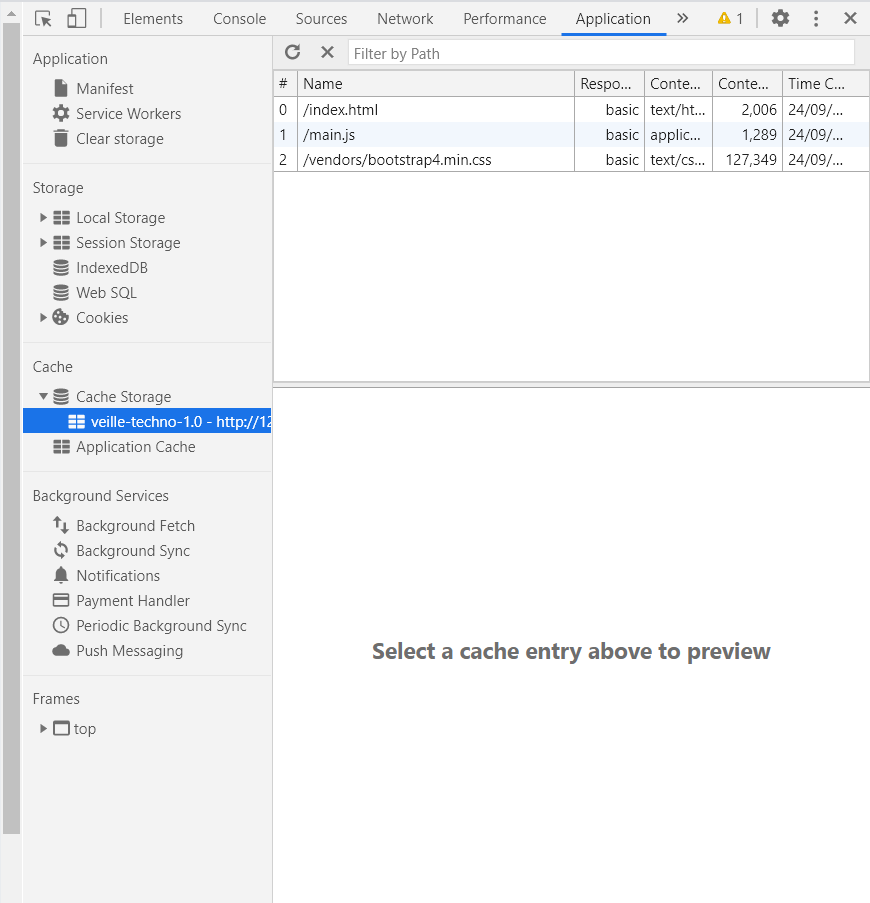 Elements Console Sources Network Performance Application » 1
Application
Manifest
Service Workers
Clear storage
Storage
Local Storage
Session Storage
IndexedDB
Web SQL
Cookies
Cache
Cache Storage
veille-techno-1.0 - http://12
Application Cache
Background Services
Background Fetch
Background Sync
Notifications
Payment Handler
Periodic Background Sync
Push Messaging
Frames
top
Filter by Path
# Name Respo... Conte... Conte... Time C...
0 /index.html basic text/ht... 2,006 24/09/...
1 /main.js basic applic... 1,289 24/09/...
2 /vendors/bootstrap4.min.css basic text/cs... 127,349 24/09/...
Select a cache entry above to preview